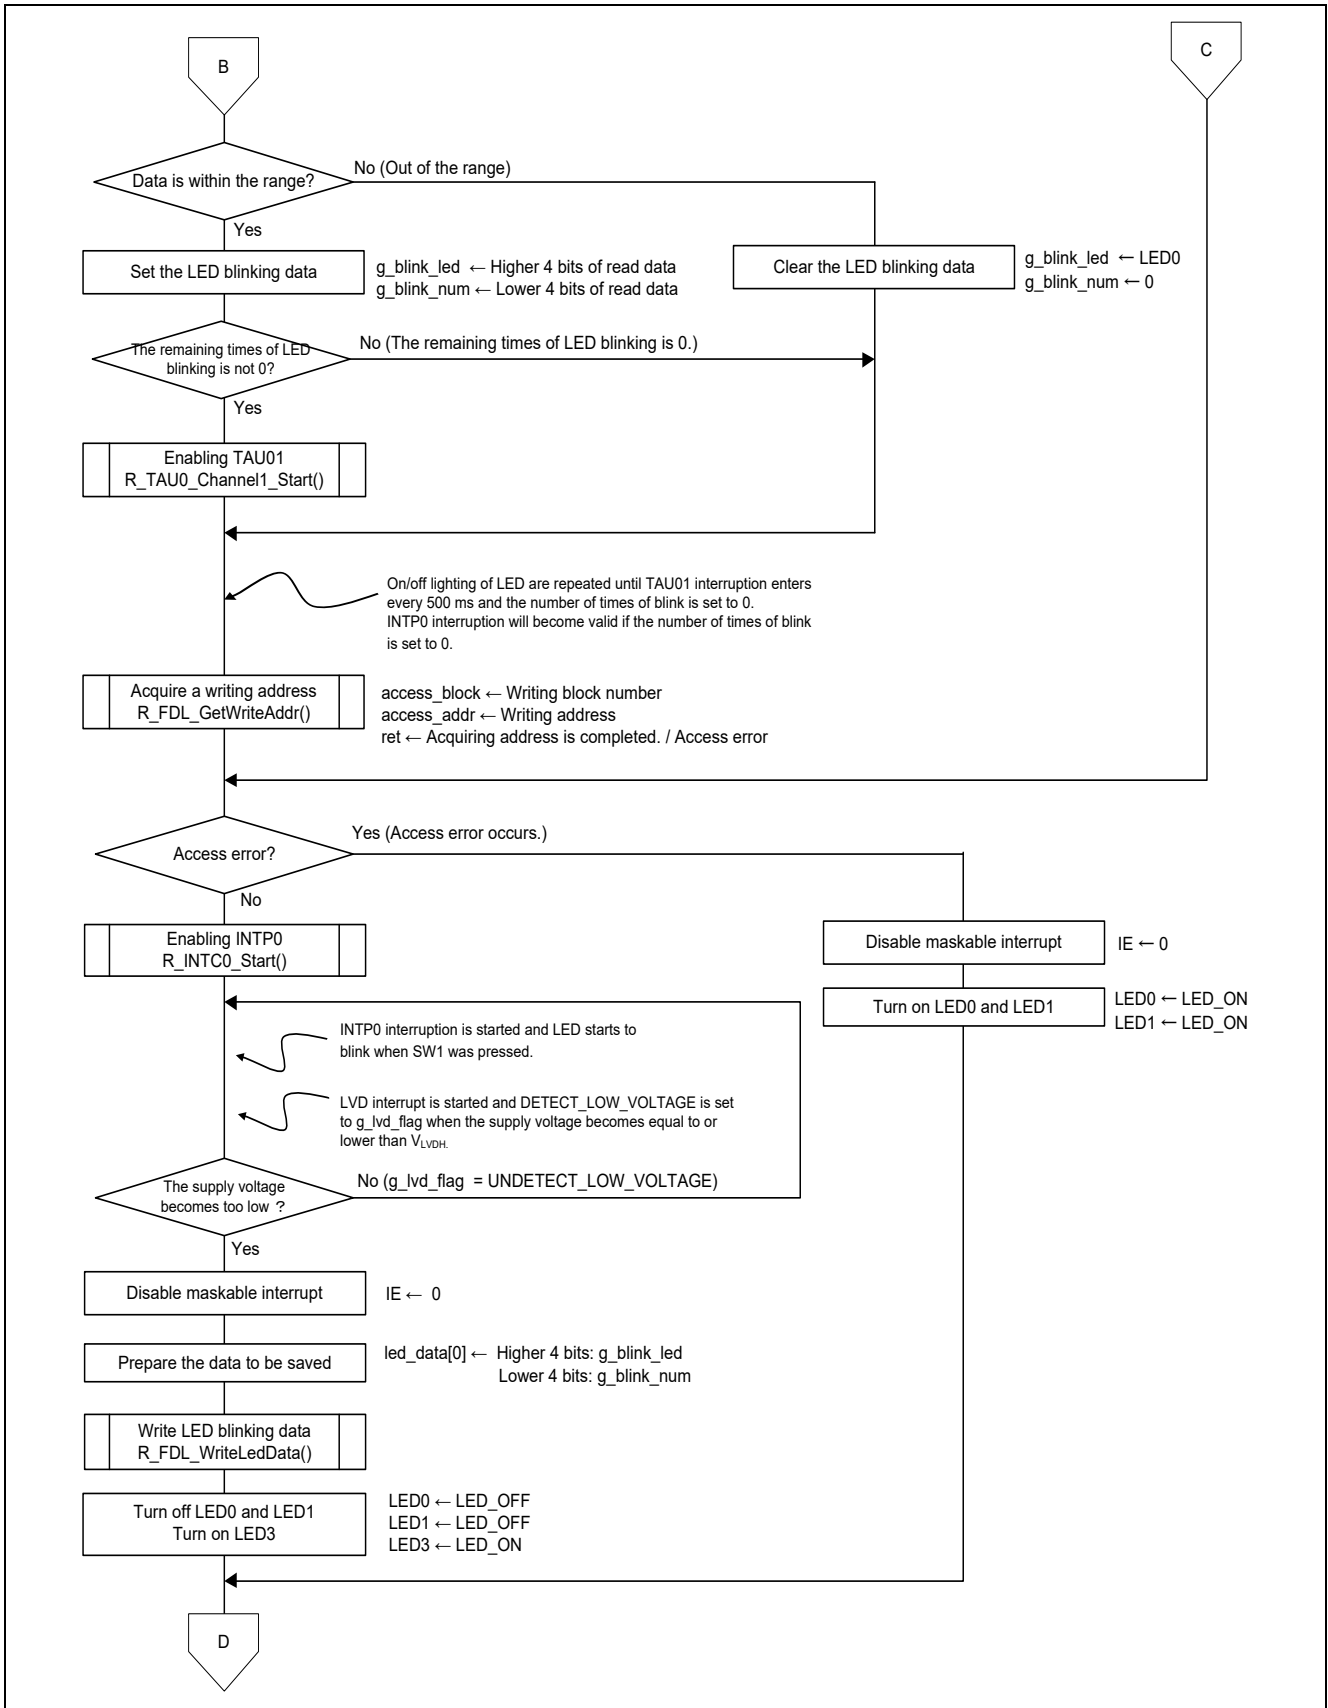 B
C
Data is within the range?
No (Out of the range)
Yes
Set the LED blinking data
g_blink_led ← Higher 4 bits of read data
g_blink_num ← Lower 4 bits of read data
Clear the LED blinking data
g_blink_led ← LED0
g_blink_num ← 0
The remaining times of LED
blinking is not 0?
No (The remaining times of LED blinking is 0.)
Yes
Enabling TAU01
R_TAU0_Channel1_Start()
On/off lighting of LED are repeated until TAU01 interruption enters
every 500 ms and the number of times of blink is set to 0.
INTP0 interruption will become valid if the number of times of blink
is set to 0.
Acquire a writing address
R_FDL_GetWriteAddr()
access_block ← Writing block number
access_addr ← Writing address
ret ← Acquiring address is completed. / Access error
Access error?
Yes (Access error occurs.)
No
Enabling INTP0
R_INTC0_Start()
Disable maskable interrupt
IE ← 0
Turn on LED0 and LED1
LED0 ← LED_ON
LED1 ← LED_ON
INTP0 interruption is started and LED starts to
blink when SW1 was pressed.
LVD interrupt is started and DETECT_LOW_VOLTAGE is set
to g_lvd_flag when the supply voltage becomes equal to or
lower than VLVDH.
The supply voltage
becomes too low ?
No (g_lvd_flag = UNDETECT_LOW_VOLTAGE)
Yes
Disable maskable interrupt
IE ← 0
Prepare the data to be saved
led_data[0] ← Higher 4 bits: g_blink_led
Lower 4 bits: g_blink_num
Write LED blinking data
R_FDL_WriteLedData()
Turn off LED0 and LED1
Turn on LED3
LED0 ← LED_OFF
LED1 ← LED_OFF
LED3 ← LED_ON
D